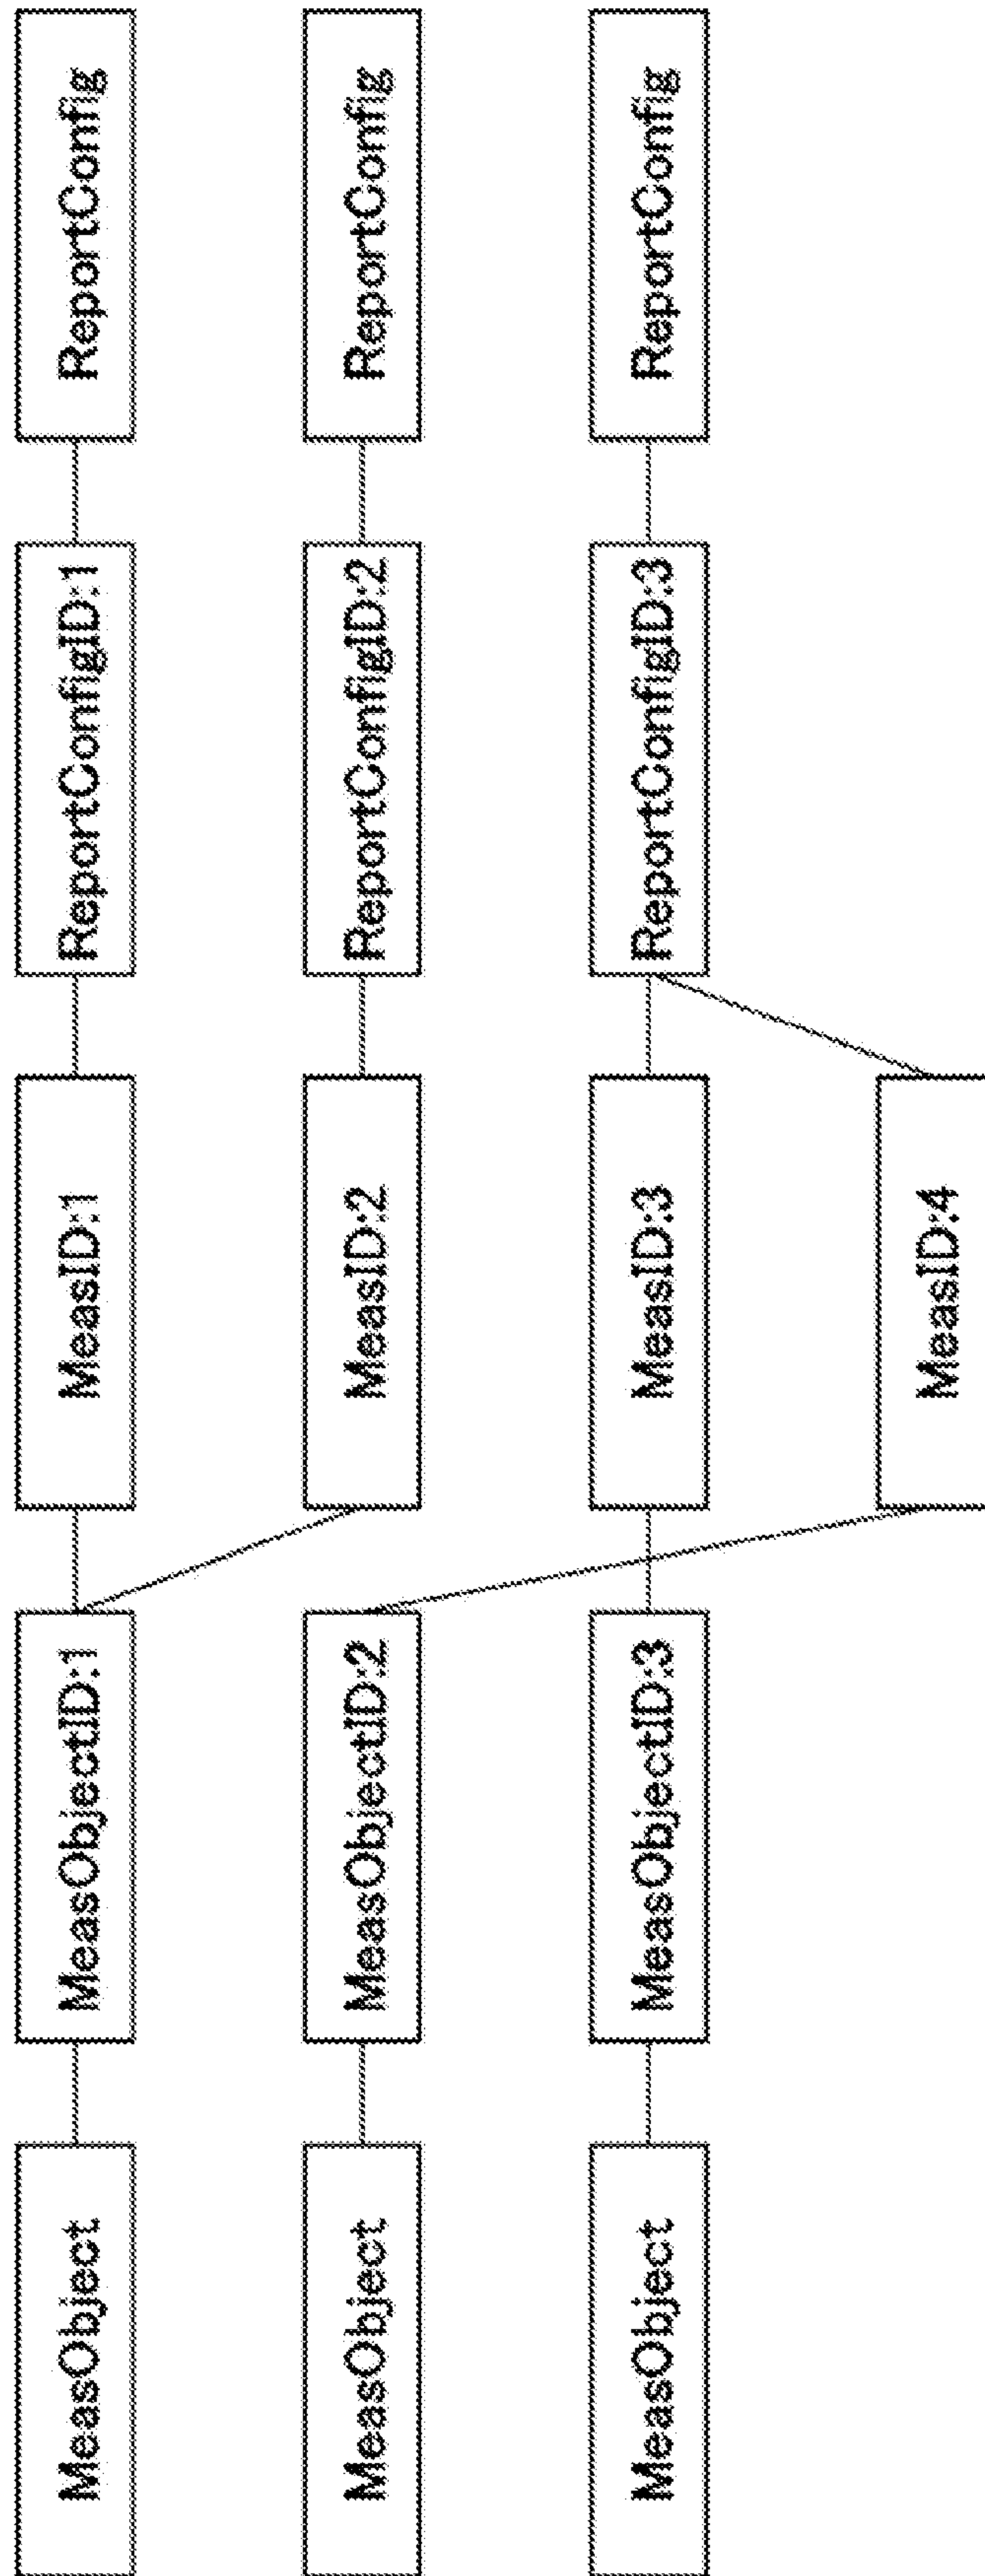 MeasObject
MeasObjectID:1
MeasID:1
ReportConfigID:1
ReportConfig
MeasObject
MeasObjectID:2
MeasID:2
ReportConfigID:2
ReportConfig
MeasObject
MeasObjectID:3
MeasID:3
ReportConfigID:3
ReportConfig
MeasID:4